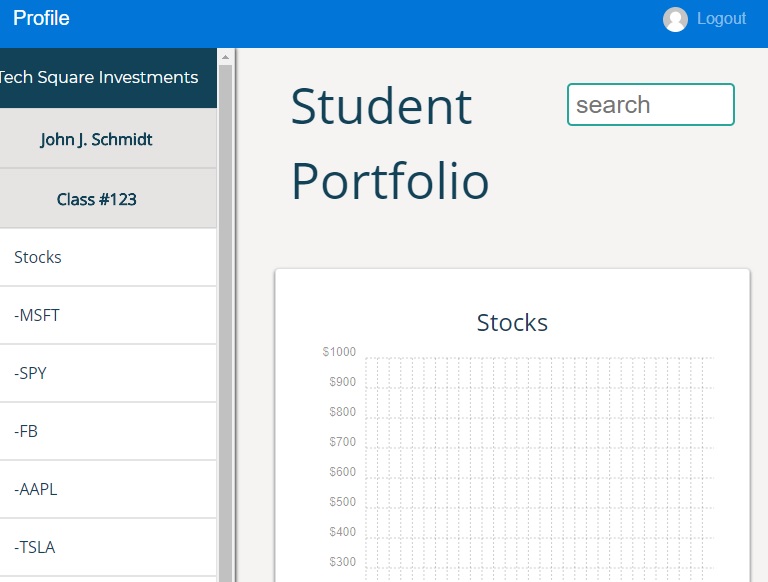 Profile
Logout
Tech Square Investments
John J. Schmidt
Class #123
Stocks
-MSFT
-SPY
-FB
-AAPL
-TSLA
Student
Portfolio
search
Stocks
$1000
$900
$800
$700
$600
$500
$400
$300